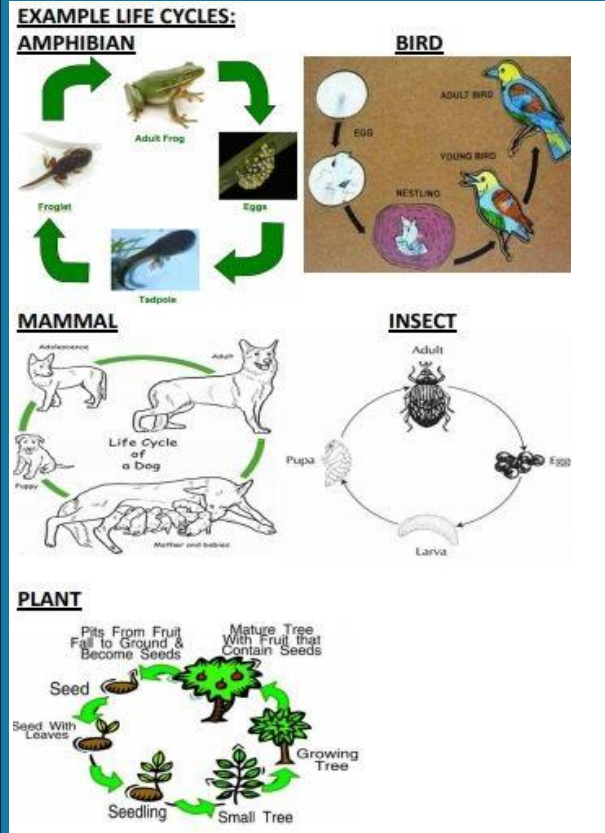 EXAMPLE LIFE CYCLES:
AMPHIBIAN
Adult Frog
Eggs
Tadpole
Froglet
BIRD
EGG
NESTLING
YOUNG BIRD
ADULT BIRD
MAMMAL
Adolescence
Adult
Life Cycle
of
a Dog
Puppy
Mother and babies
INSECT
Adult
Eggs
Larva
Pupa
PLANT
Pits From Fruit
Fall to Ground &
Become Seeds
Mature Tree
With Fruit that
Contain Seeds
Seed
Seed With
Leaves
Seedling
Small Tree
Growing
Tree